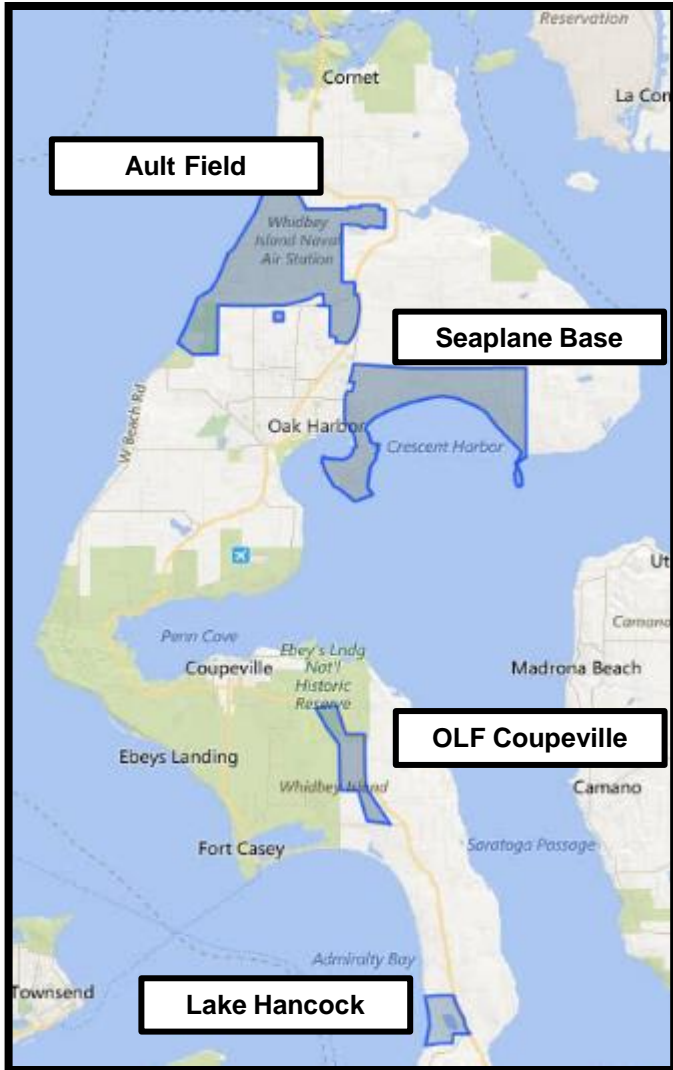 Reservation
Cornet
La Con
Ault Field
Whidbey
Island Naval
Air Station
Seaplane Base
W Beach Rd
Oak Harbor
Crescent Harbor
Ut
Camano
Penn Cove
Ebey's Lndg
Nat'l
Historic
Reserve
Coupeville
Madrona Beach
OLF Coupeville
Ebeys Landing
Whidbey Island
Camano
Fort Casey
Saratoga Passage
Admiralty Bay
Townsend
Lake Hancock